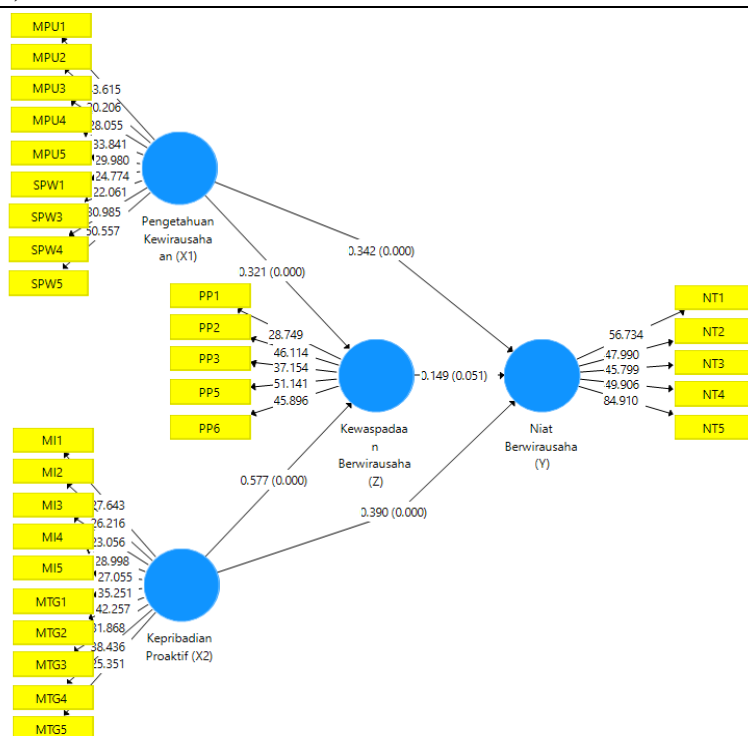 MPU1
MPU2
MPU3
MPU4
MPU5
SPW1
SPW3
SPW4
SPW5
20.206
28.055
33.841
29.980
24.774
22.061
50.557
Pengetahuan
Kewirausaha
an (X1)
0.342 (0.000)
0.321 (0.000)
PP1
PP2
PP3
PP5
PP6
28.749
46.114
37.154
51.141
45.896
Kewaspadaa
n
Berwirausaha
(Z)
0.149 (0.051)
Niat
Berwirausaha
(Y)
56.734
47.990
45.799
49.906
84.910
NT1
NT2
NT3
NT4
NT5
0.577 (0.000)
0.390 (0.000)
MI1
MI2
MI3
MI4
MI5
MTG1
MTG2
MTG3
MTG4
MTG5
27.643
26.216
23.056
28.998
27.055
35.251
42.257
38.436
25.351
Kepribadian
Proaktif (X2)